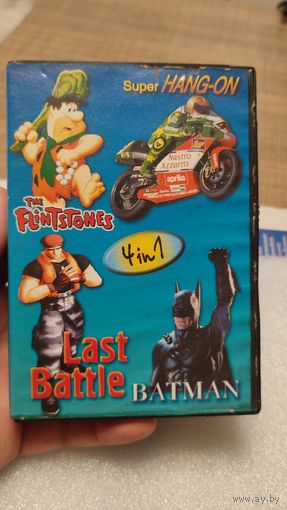 Super HANG-ON
Nastro
Azzurro
aprilia
THE
FLINTSTONES
4 in 1
Last
Battle
BATMAN
www.ay.by